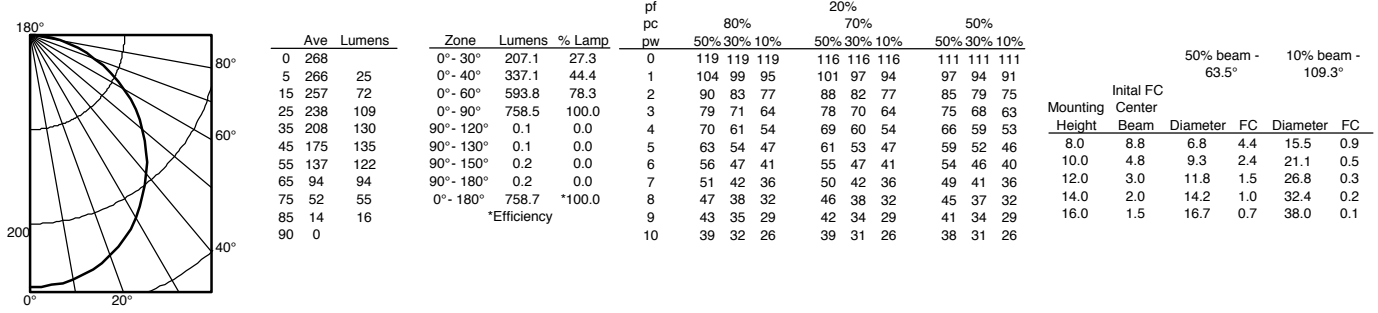 180°
80°
60°
200
40°
0° 20°
Ave Lumens
0 268
5 266 25
15 257 72
25 238 109
35 208 130
45 175 135
55 137 122
65 94 94
75 52 55
85 14 16
90 0
Zone Lumens % Lamp
0°- 30° 207.1 27.3
0°- 40° 337.1 44.4
0°- 60° 593.8 78.3
0°- 90° 758.5 100.0
90°- 120° 0.1 0.0
90°- 130° 0.1 0.0
90°- 150° 0.2 0.0
90°- 180° 0.2 0.0
0°- 180° 758.7 *100.0
*Efficiency
pf 20%
pc 80% 70% 50%
pw 50% 30% 10% 50% 30% 10% 50% 30% 10%
0 119 119 119 116 116 116 111 111 111
1 104 99 95 101 97 94 97 94 91
2 90 83 77 88 82 77 85 79 75
3 79 71 64 78 70 64 75 68 63
4 70 61 54 69 60 54 66 59 53
5 63 54 47 61 53 47 59 52 46
6 56 47 41 55 47 41 54 46 40
7 51 42 36 50 42 36 49 41 36
8 47 38 32 46 38 32 45 37 32
9 43 35 29 42 34 29 41 34 29
10 39 32 26 39 31 26 38 31 26
50% beam - 10% beam -
63.5° 109.3°
Inital FC
Mounting Center
Height Beam Diameter FC Diameter FC
8.0 8.8 6.8 4.4 15.5 0.9
10.0 4.8 9.3 2.4 21.1 0.5
12.0 3.0 11.8 1.5 26.8 0.3
14.0 2.0 14.2 1.0 32.4 0.2
16.0 1.5 16.7 0.7 38.0 0.1